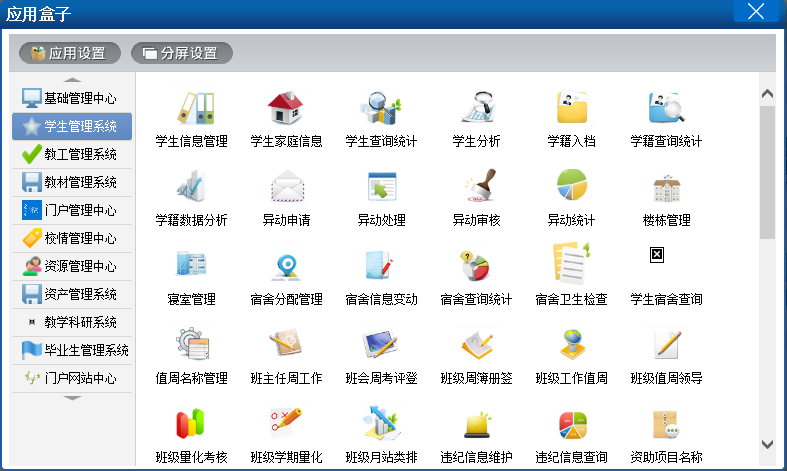 应用盒子
应用设置 分屏设置
基础管理中心
学生管理系统
教工管理系统
教材管理系统
门户管理中心
校情管理中心
资源管理中心
资产管理系统
教学科研系统
毕业生管理系统
门户网站中心
学生信息管理 学生家庭信息 学生查询统计 学生分析 学籍入档 学籍查询统计
学籍数据分析 异动申请 异动处理 异动审核 异动统计 楼栋管理
寝室管理 宿舍分配管理 宿舍信息变动 宿舍查询统计 宿舍卫生检查 学生宿舍查询
值周名称管理 班主任周工作 班会周考评登 班级周簿册签 班级工作值周 班级值周领导
班级量化考核 班级学期量化 班级月站类排 违纪信息维护 违纪信息查询 资助项目名称